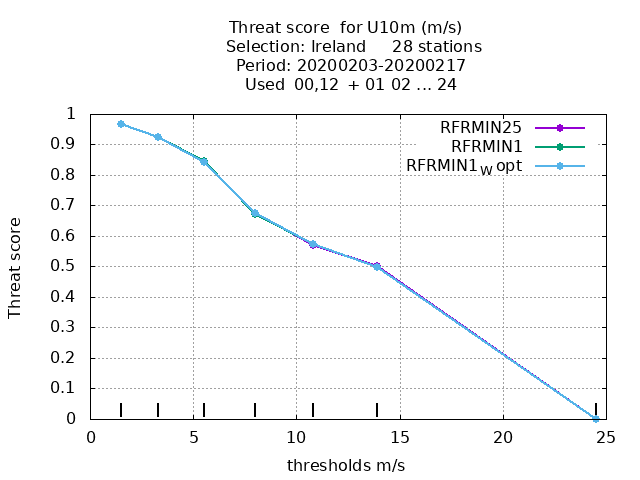 Threat score  for U10m (m/s)
Selection: Ireland     28 stations
Period: 20200203-20200217
Used  00,12  + 01 02 ... 24
RFRMIN25
RFRMIN1
RFRMIN1w opt
1
0.9
0.8
0.7
0.6
0.5
0.4
0.3
0.2
0.1
0
Threat score
0 5 10 15 20 25
thresholds m/s